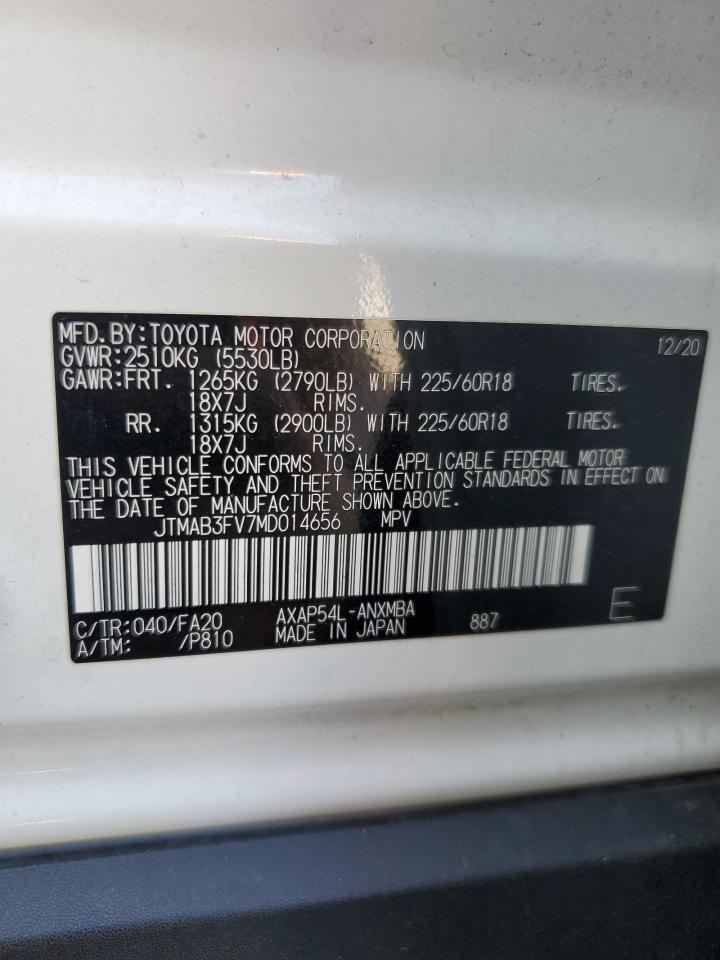 MFD.BY:TOYOTA MOTOR CORPORATION 12/20
GVWR:2510KG (5530LB)
GAWR:FRT. 1265KG (2790LB) WITH 225/60R18 TIRES.
18X7J RIMS.
RR. 1315KG (2900LB) WITH 225/60R18 TIRES.
18X7J RIMS.
THIS VEHICLE CONFORMS TO ALL APPLICABLE FEDERAL MOTOR
VEHICLE SAFETY AND THEFT PREVENTION STANDARDS IN EFFECT ON
THE DATE OF MANUFACTURE SHOWN ABOVE.
JTMAB3FV7MD014656 MPV
C/TR:040/FA20 AXAP54L-ANXMBA 887 E
A/TM: /P810 MADE IN JAPAN